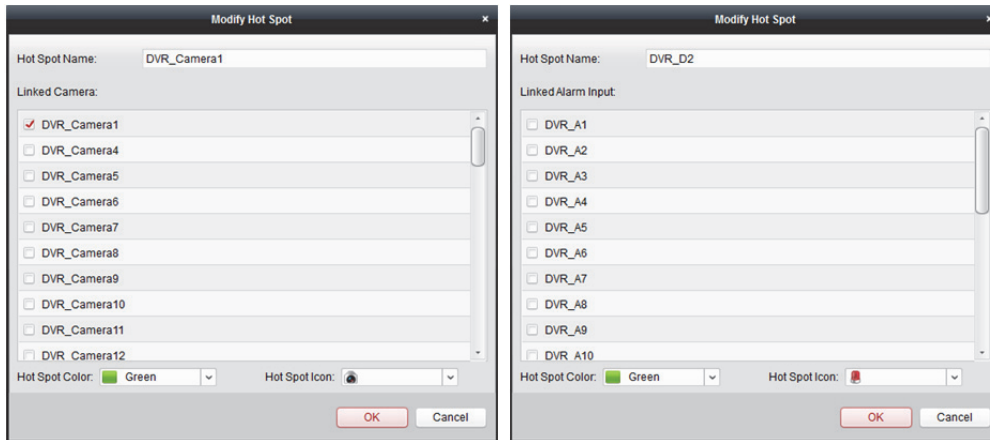 Modify Hot Spot
Hot Spot Name: DVR_Camera1
Linked Camera:
DVR_Camera1
DVR_Camera4
DVR_Camera5
DVR_Camera6
DVR_Camera7
DVR_Camera8
DVR_Camera9
DVR_Camera10
DVR_Camera11
DVR_Camera12
Hot Spot Color: Green Hot Spot Icon:
OK Cancel
Modify Hot Spot
Hot Spot Name: DVR_D2
Linked Alarm Input:
DVR_A1
DVR_A2
DVR_A3
DVR_A4
DVR_A5
DVR_A6
DVR_A7
DVR_A8
DVR_A9
DVR_A10
Hot Spot Color: Green Hot Spot Icon:
OK Cancel